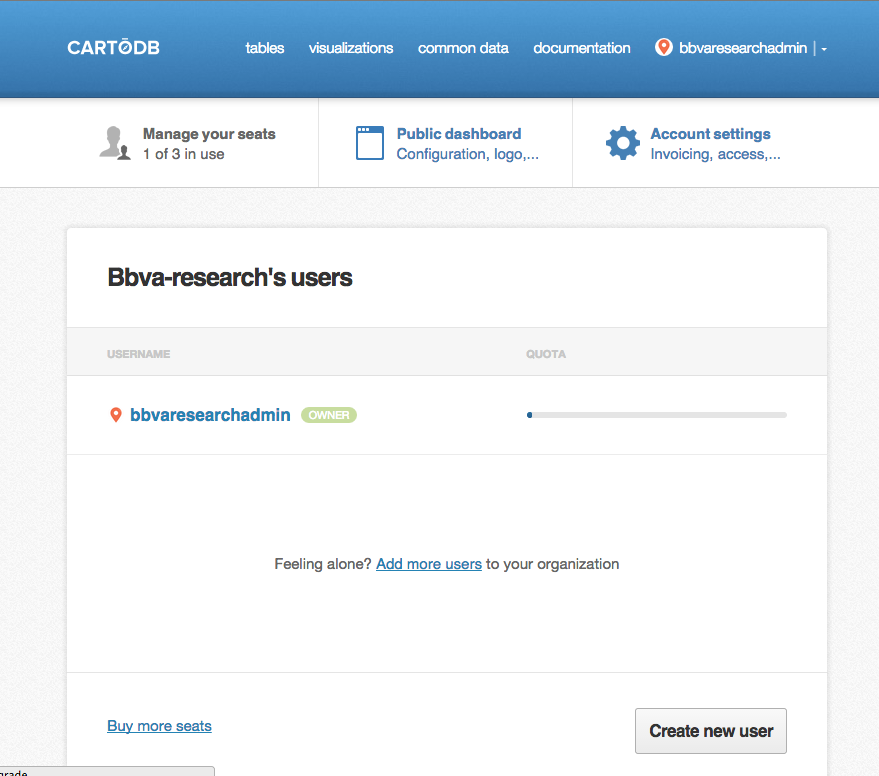 CARTODB
tables visualizations common data documentation bbvaresearchadmin
Manage your seats
1 of 3 in use
Public dashboard
Configuration, logo,...
Account settings
Invoicing, access,...
Bbva-research's users
USERNAME QUOTA
bbvaresearchadmin OWNER
Feeling alone? Add more users to your organization
Buy more seats
Create new user